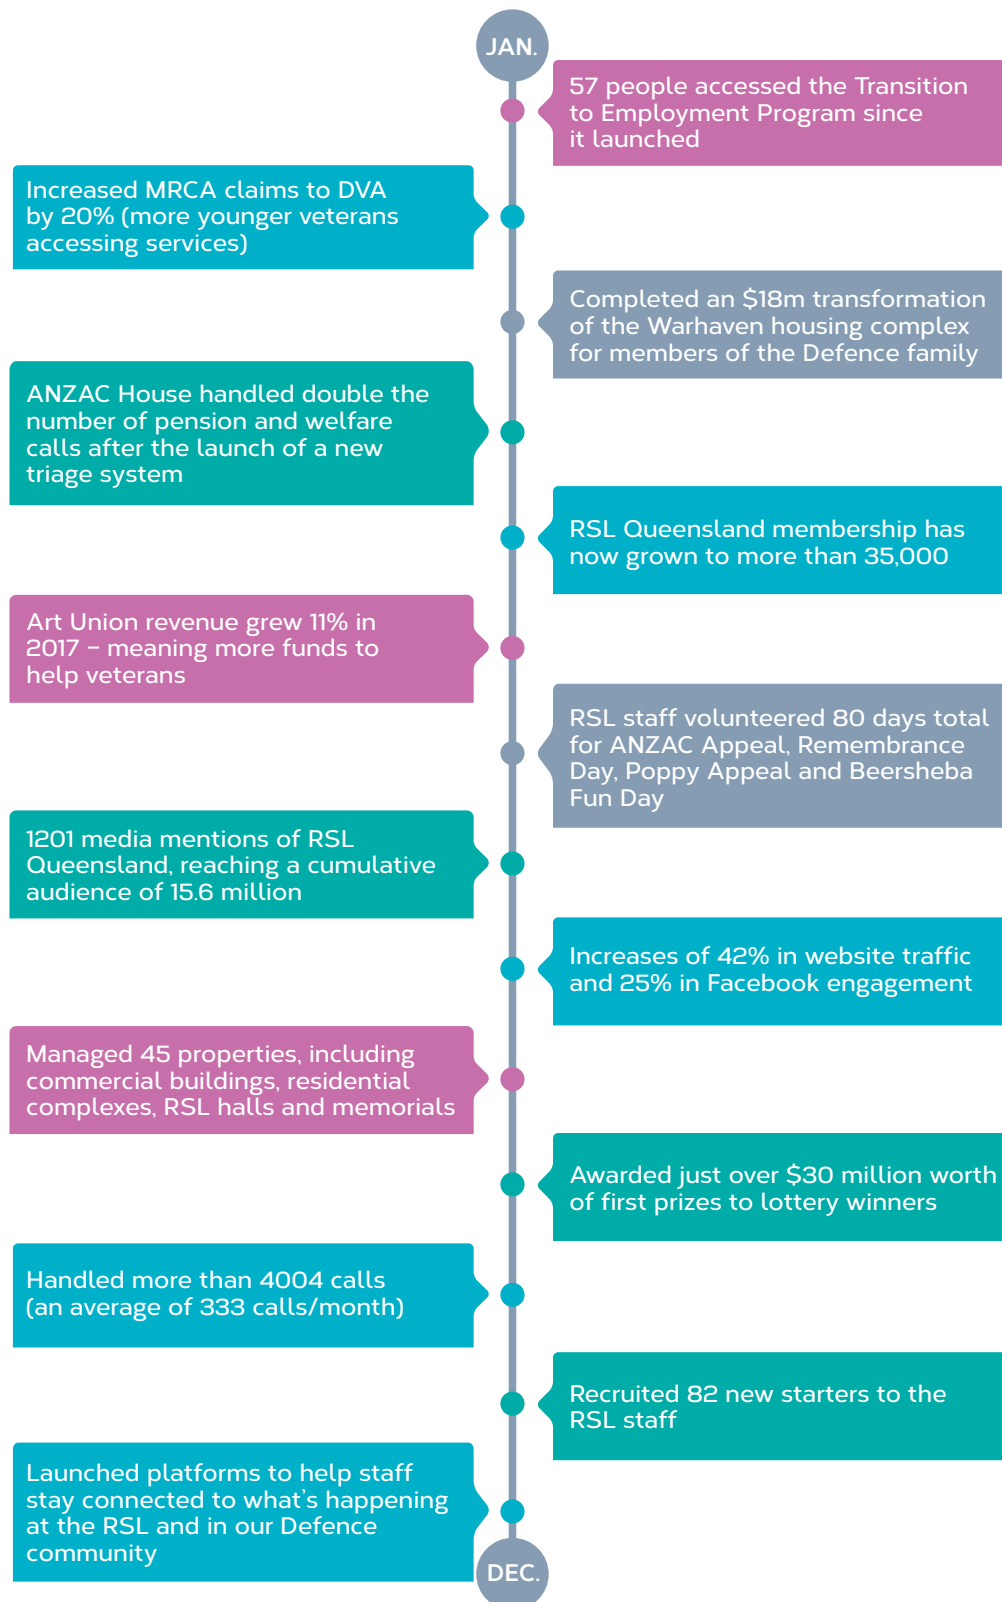 JAN.
57 people accessed the Transition
to Employment Program since
it launched
Increased MRCA claims to DVA
by 20% (more younger veterans
accessing services)
Completed an $18m transformation
of the Warhaven housing complex
for members of the Defence family
ANZAC House handled double the
number of pension and welfare
calls after the launch of a new
triage system
RSL Queensland membership has
now grown to more than 35,000
Art Union revenue grew 11% in
2017 – meaning more funds to
help veterans
RSL staff volunteered 80 days total
for ANZAC Appeal, Remembrance
Day, Poppy Appeal and Beersheba
Fun Day
1201 media mentions of RSL
Queensland, reaching a cumulative
audience of 15.6 million
Increases of 42% in website traffic
and 25% in Facebook engagement
Managed 45 properties, including
commercial buildings, residential
complexes, RSL halls and memorials
Awarded just over $30 million worth
of first prizes to lottery winners
Handled more than 4004 calls
(an average of 333 calls/month)
Recruited 82 new starters to the
RSL staff
Launched platforms to help staff
stay connected to what's happening
at the RSL and in our Defence
community
DEC.